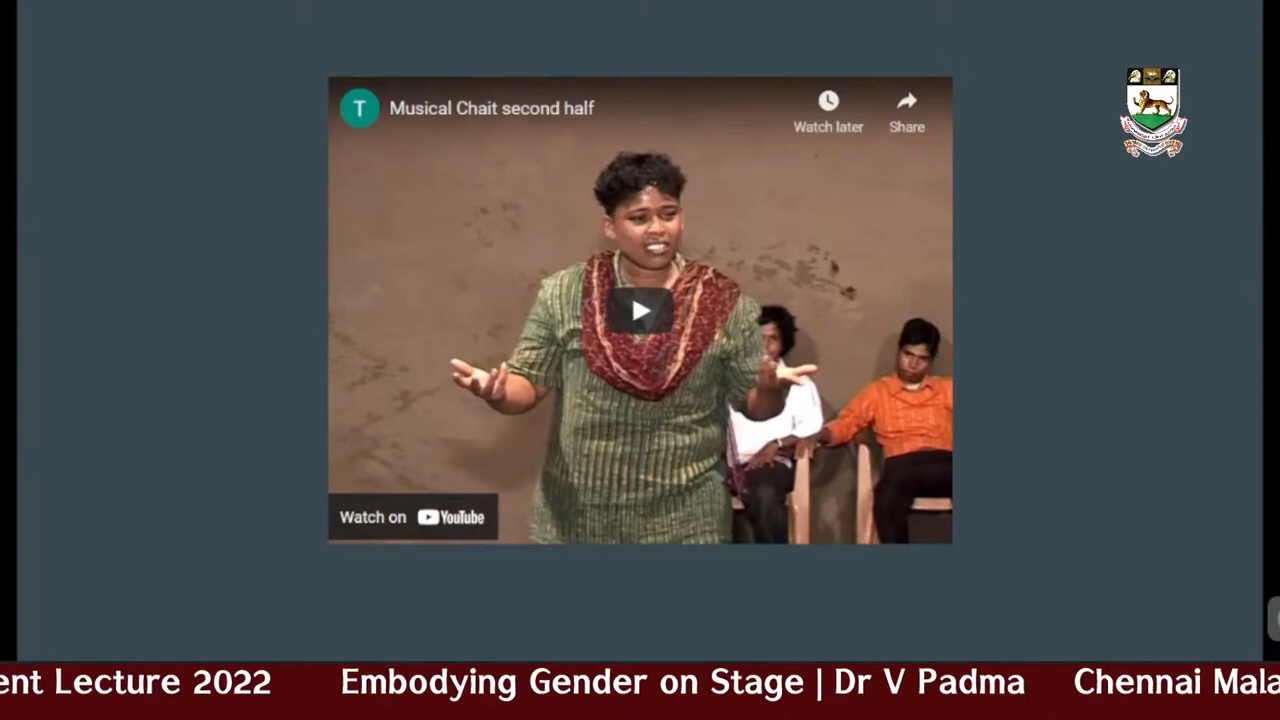 T
Musical Chait second half
Watch later
Share
Watch on YouTube
ent Lecture 2022 Embodying Gender on Stage | Dr V Padma Chennai Mala